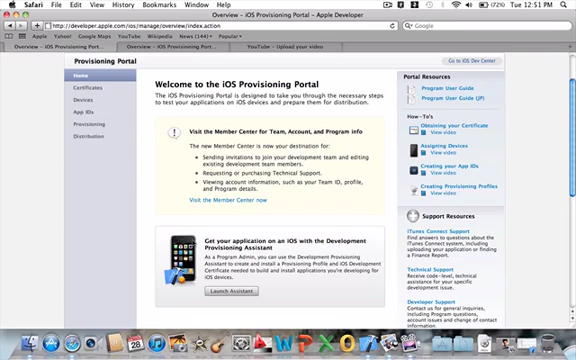 Safari File Edit View History Bookmarks Window Help
(72%) Tue 12:51 PM
Overview – iOS Provisioning Portal – Apple Developer
http://developer.apple.com/ios/manage/overview/index.action
Google
Apple Google Maps YouTube Wikipedia News (144) Popular
Overview – iOS Provisioning Port...
Overview – iOS Provisioning Port...
YouTube – Upload your video
Provisioning Portal
Go to iOS Dev Center
Home
Certificates
Devices
App IDs
Provisioning
Distribution
Welcome to the iOS Provisioning Portal
The iOS Provisioning Portal is designed to take you through the necessary steps
to test your applications on iOS devices and prepare them for distribution.
Visit the Member Center for Team, Account, and Program info
The new Member Center is now your destination for:
• Sending invitations to join your development team and editing
existing development team members.
• Requesting or purchasing Technical Support.
• Viewing account information, such as your Team ID, profile,
and Program details.
Visit the Member Center now
Get your application on an iOS with the Development
Provisioning Assistant
As a Program Admin, you can use the Development Provisioning
Assistant to create and install a Provisioning Profile and iOS Development
Certificate needed to build and install applications you're developing for
iOS devices.
Launch Assistant
Portal Resources
Program User Guide
Program User Guide (JP)
How-To's
Obtaining your Certificate
View video
Assigning Devices
View video
Creating your App IDs
View video
Creating Provisioning Profiles
View video
Support Resources
iTunes Connect Support
Find answers to questions about the
iTunes Connect system, including
uploading your application or finding
a Finance Report.
Technical Support
Receive code-level, technical
assistance for your specific
development issue.
Developer Support
Contact us for general inquiries,
including program questions,
account issues and change of
contact information.